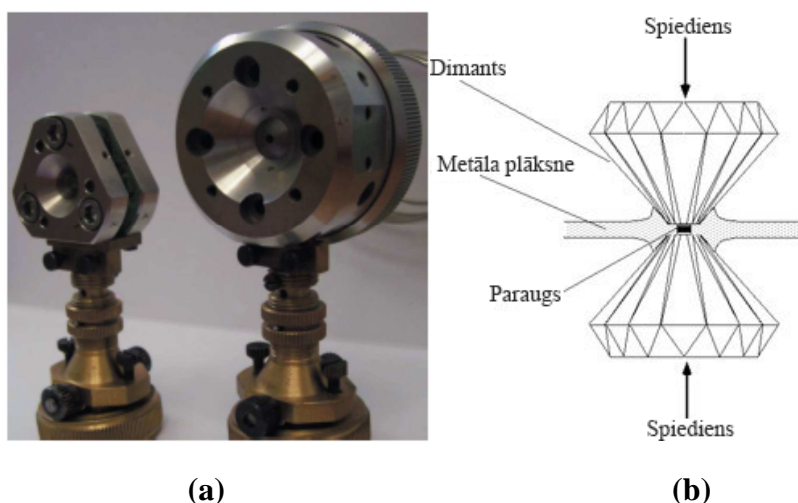 Spiediens
Dimants
Metāla plāksne
Paraugs
Spiediens
(a)
(b)